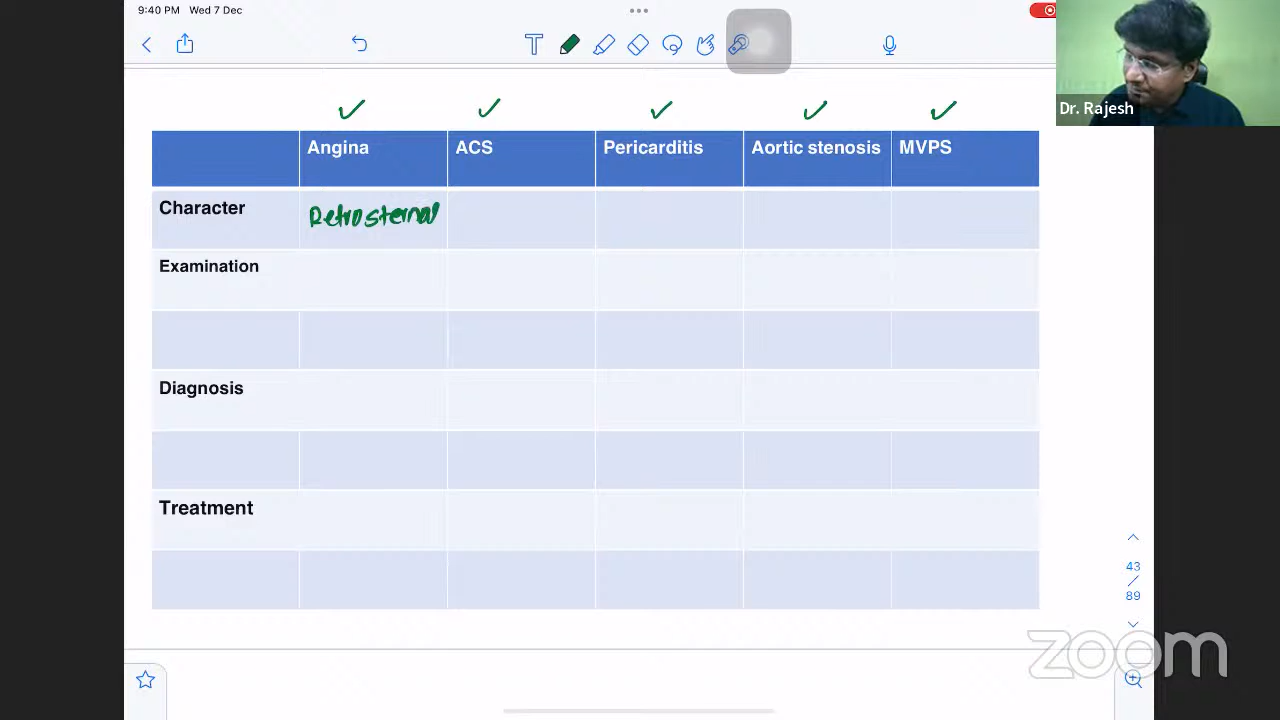 9:40 PM Wed 7 Dec
T
Dr. Rajesh
Angina ACS Pericarditis Aortic stenosis MVPS
Character Retrosternal
Examination
Diagnosis
Treatment
43
/
89
zoom